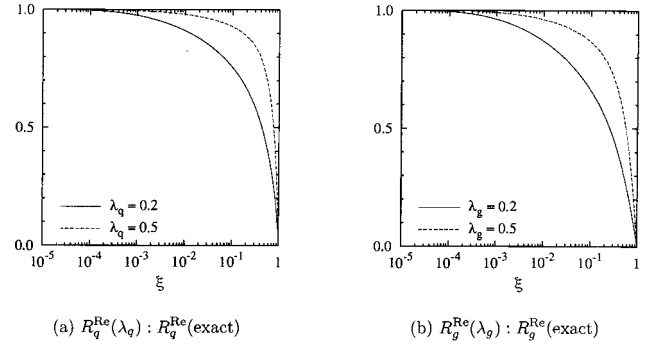 1.0
0.5
0.0
λq = 0.2
λq = 0.5
10⁻⁵ 10⁻⁴ 10⁻³ 10⁻² 10⁻¹ 1
ξ
(a) R_q^Re(λq) : R_q^Re(exact)
1.0
0.5
0.0
λg = 0.2
λg = 0.5
10⁻⁵ 10⁻⁴ 10⁻³ 10⁻² 10⁻¹ 1
ξ
(b) R_g^Re(λg) : R_g^Re(exact)